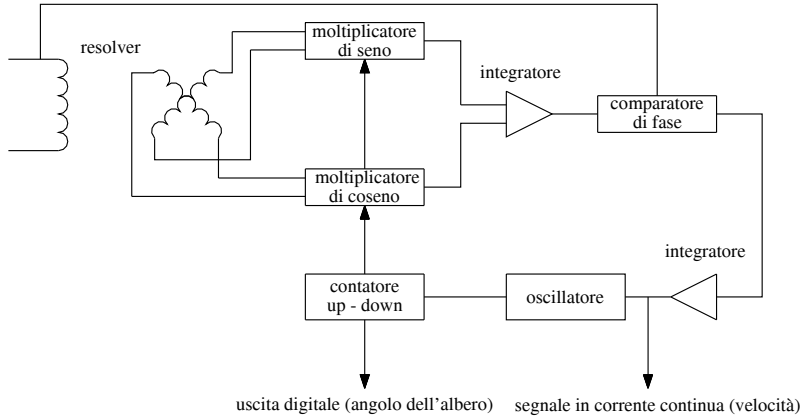 resolver
moltiplicatore
di seno
integratore
comparatore
di fase
moltiplicatore
di coseno
integratore
contatore
up - down
oscillatore
uscita digitale (angolo dell'albero)
segnale in corrente continua (velocità)